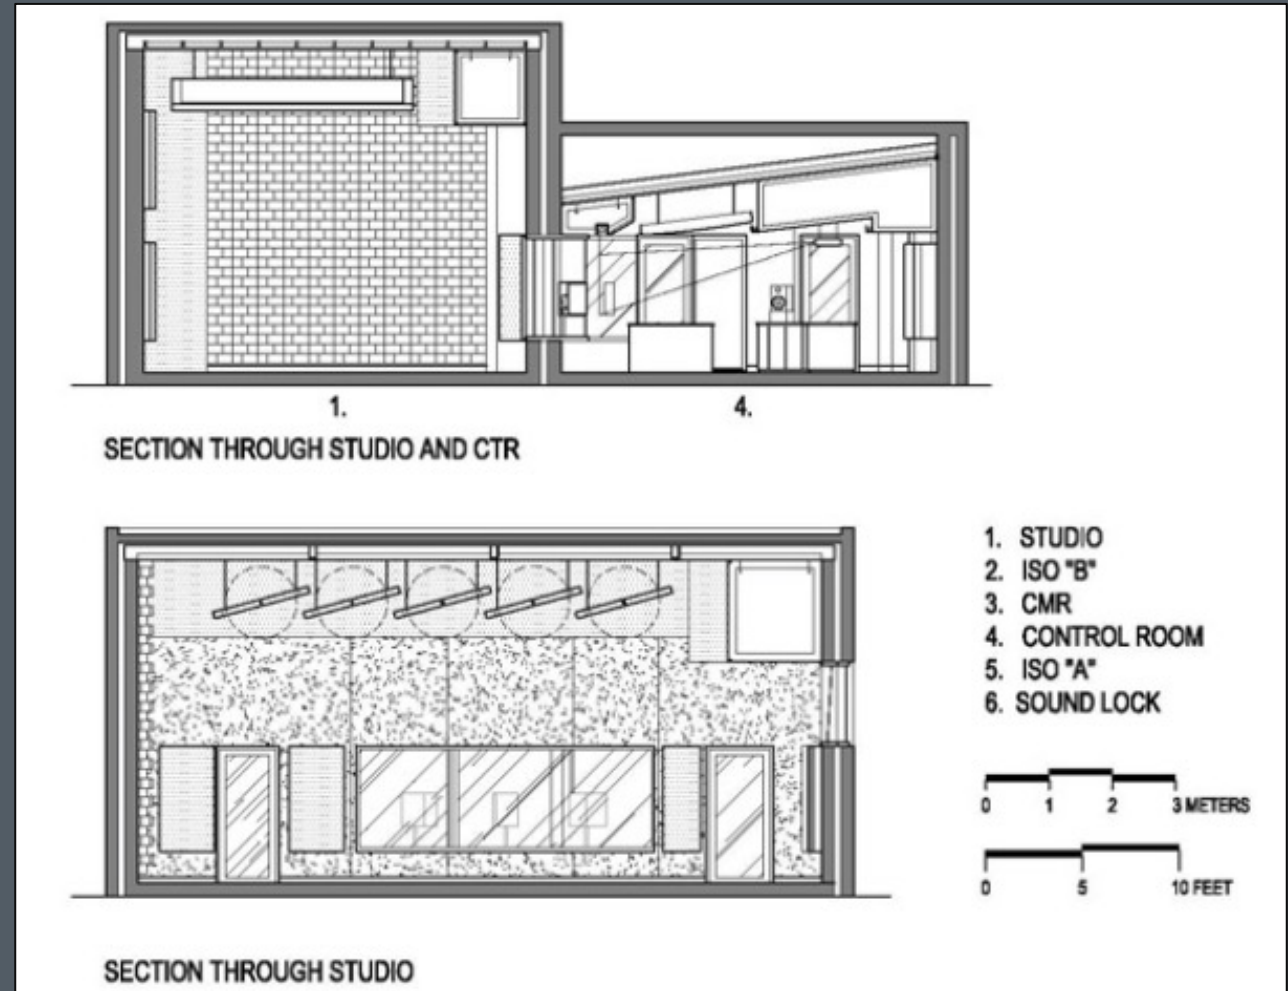 1.
4.
SECTION THROUGH STUDIO AND CTR
1. STUDIO
2. ISO "B"
3. CMR
4. CONTROL ROOM
5. ISO "A"
6. SOUND LOCK
0 1 2 3 METERS
0 5 10 FEET
SECTION THROUGH STUDIO